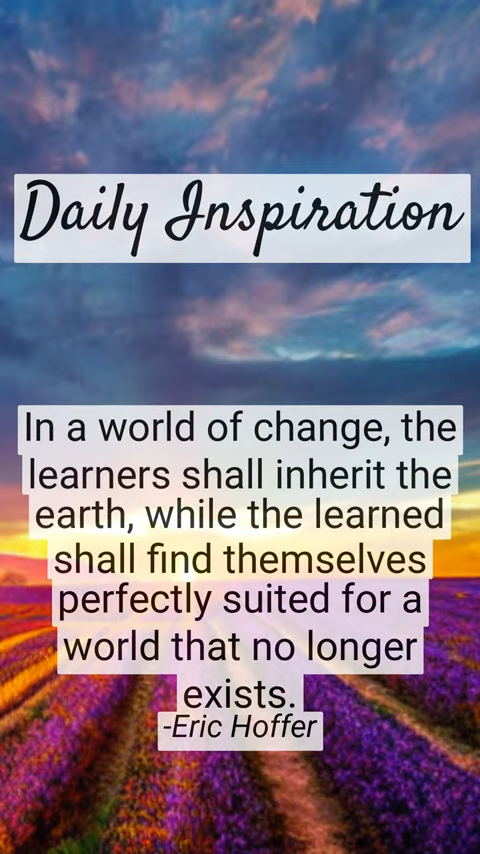 Daily Inspiration
In a world of change, the
learners shall inherit the
earth, while the learned
shall find themselves
perfectly suited for a
world that no longer
exists.
-Eric Hoffer